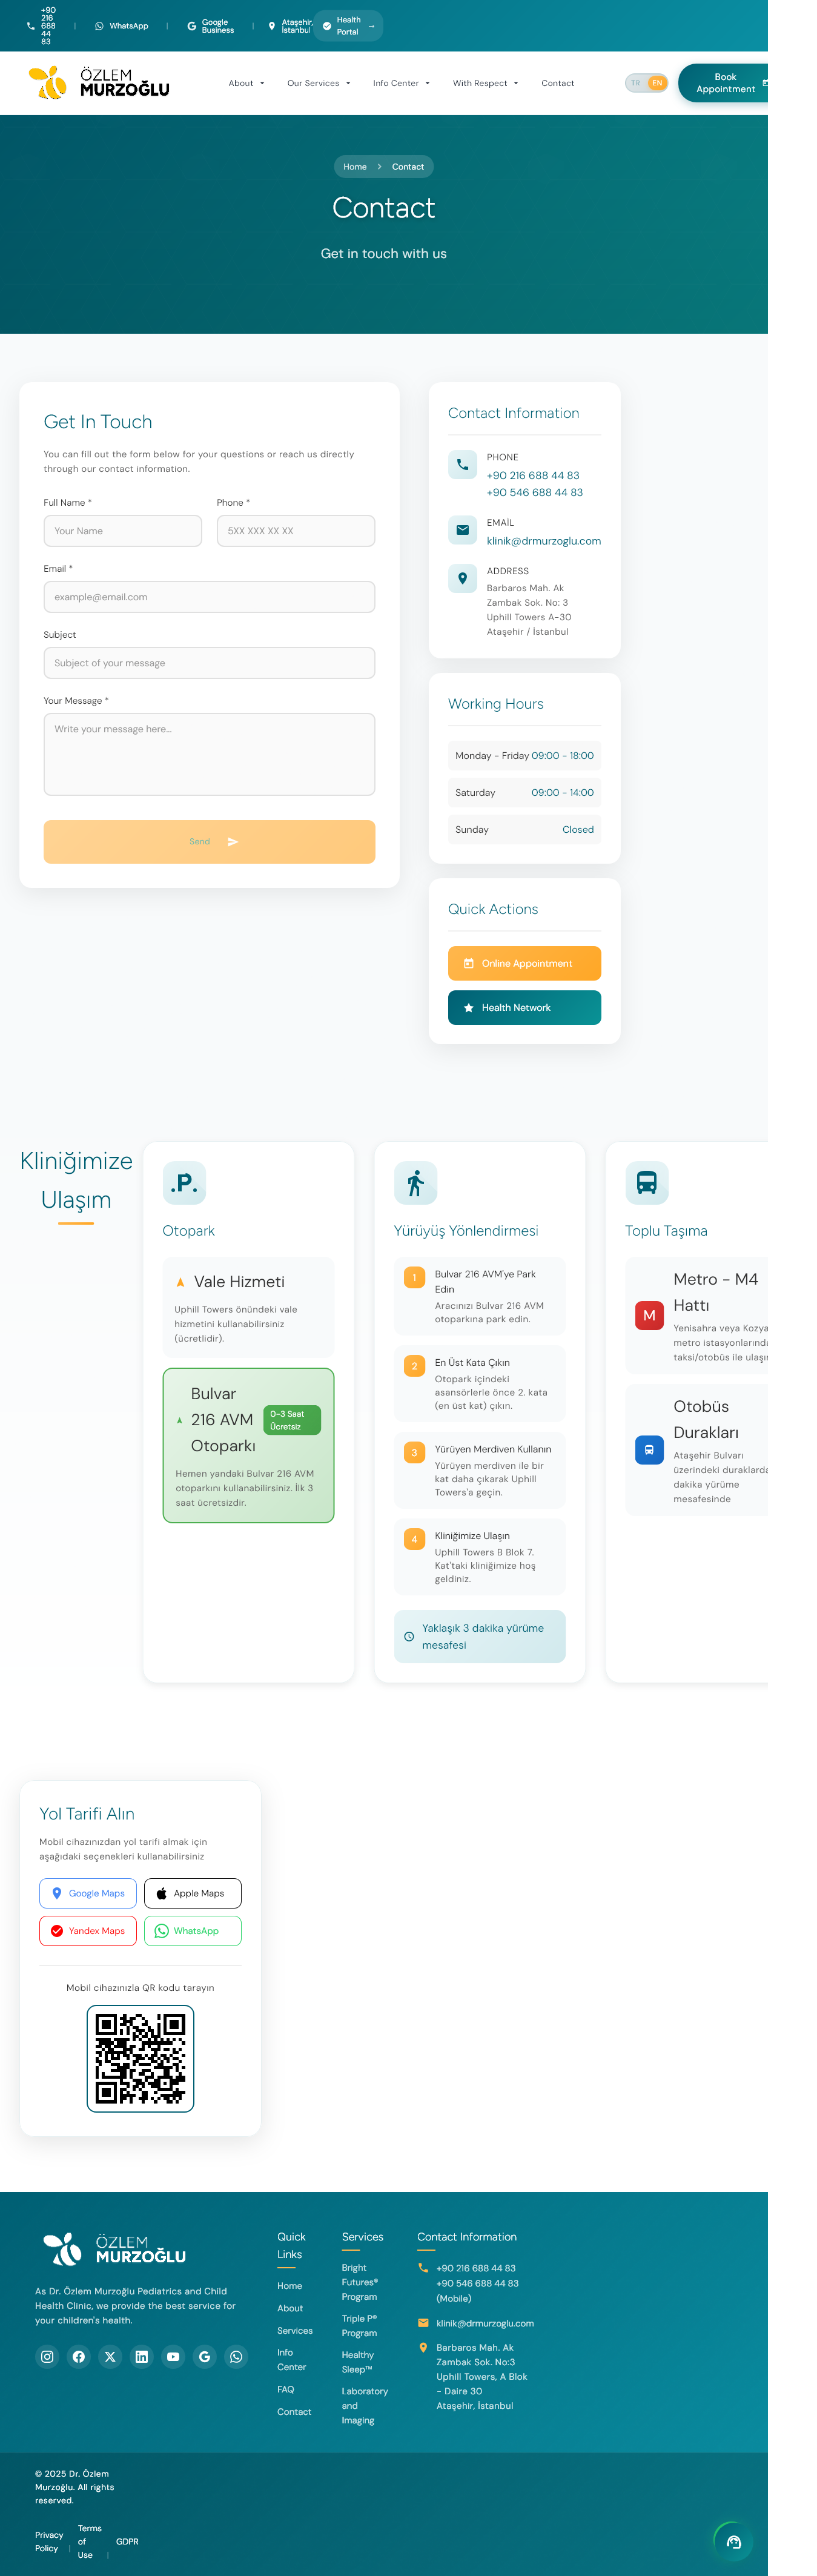 +90
216
688
44
83
|
WhatsApp
|
Google
Business
|
Ataşehir,
İstanbul
Health
Portal
→
ÖZLEM
MURZOĞLU
About
Our Services
Info Center
With Respect
Contact
TR
EN
Book
Appointment
Home
Contact
Contact
Get in touch with us
Get In Touch
You can fill out the form below for your questions or reach us directly
through our contact information.
Full Name *
Phone *
Your Name
5XX XXX XX XX
Email *
example@email.com
Subject
Subject of your message
Your Message *
Write your message here...
Send
Contact Information
PHONE
+90 216 688 44 83
+90 546 688 44 83
EMAİL
klinik@drmurzoglu.com
ADDRESS
Barbaros Mah. Ak
Zambak Sok. No: 3
Uphill Towers A-30
Ataşehir / İstanbul
Working Hours
Monday - Friday 09:00 - 18:00
Saturday 09:00 - 14:00
Sunday Closed
Quick Actions
Online Appointment
Health Network
Kliniğimize
Ulaşım
.P.
Otopark
Vale Hizmeti
Uphill Towers önündeki vale
hizmetini kullanabilirsiniz
(ücretlidir).
Bulvar
216 AVM
Otoparkı
0-3 Saat
Ücretsiz
Hemen yandaki Bulvar 216 AVM
otoparkını kullanabilirsiniz. İlk 3
saat ücretsizdir.
Yürüyüş Yönlendirmesi
1
Bulvar 216 AVM'ye Park
Edin
Aracınızı Bulvar 216 AVM
otoparkına park edin.
2
En Üst Kata Çıkın
Otopark içindeki
asansörlerle önce 2. kata
(en üst kat) çıkın.
3
Yürüyen Merdiven Kullanın
Yürüyen merdiven ile bir
kat daha çıkarak Uphill
Towers'a geçin.
4
Kliniğimize Ulaşın
Uphill Towers B Blok 7.
Kat'taki kliniğimize hoş
geldiniz.
Yaklaşık 3 dakika yürüme
mesafesi
Toplu Taşıma
M
Metro - M4
Hattı
Yenisahra veya Kozya
metro istasyonlarında
taksi/otobüs ile ulaşı
Otobüs
Durakları
Ataşehir Bulvarı
üzerindeki duraklarda
dakika yürüme
mesafesinde
Yol Tarifi Alın
Mobil cihazınızdan yol tarifi almak için
aşağıdaki seçenekleri kullanabilirsiniz
Google Maps
Apple Maps
Yandex Maps
WhatsApp
Mobil cihazınızla QR kodu tarayın
ÖZLEM
MURZOĞLU
As Dr. Özlem Murzoğlu Pediatrics and Child
Health Clinic, we provide the best service for
your children's health.
Quick
Links
Home
About
Services
Info
Center
FAQ
Contact
Services
Bright
Futures®
Program
Triple P®
Program
Healthy
Sleep™
Laboratory
and
Imaging
Contact Information
+90 216 688 44 83
+90 546 688 44 83
(Mobile)
klinik@drmurzoglu.com
Barbaros Mah. Ak
Zambak Sok. No:3
Uphill Towers, A Blok
- Daire 30
Ataşehir, İstanbul
© 2025 Dr. Özlem
Murzoğlu. All rights
reserved.
Privacy
Policy
|
Terms
of
Use
|
GDPR